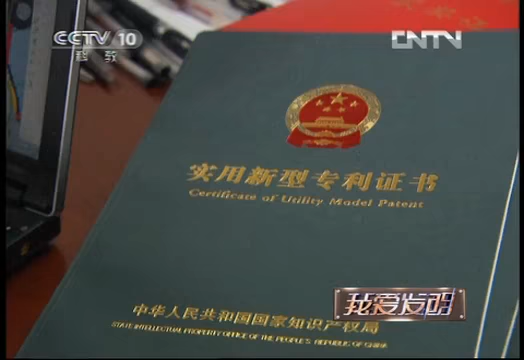 CCTV 10
科教
CNTV
实用新型专利证书
Certificate of Utility Model Patent
中华人民共和国国家知识产权局
STATE INTELLECTUAL PROPERTY OFFICE OF THE PEOPLE'S REPUBLIC OF CHINA
我爱发明